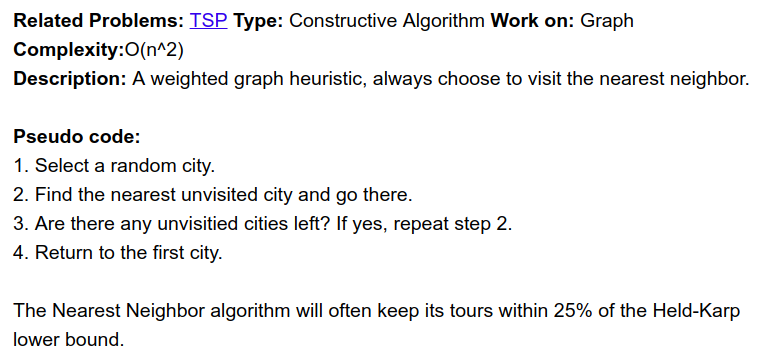 Related Problems: TSP Type: Constructive Algorithm Work on: Graph
Complexity:O(n^2)
Description: A weighted graph heuristic, always choose to visit the nearest neighbor.
Pseudo code:
1. Select a random city.
2. Find the nearest unvisited city and go there.
3. Are there any unvisitied cities left? If yes, repeat step 2.
4. Return to the first city.
The Nearest Neighbor algorithm will often keep its tours within 25% of the Held-Karp
lower bound.